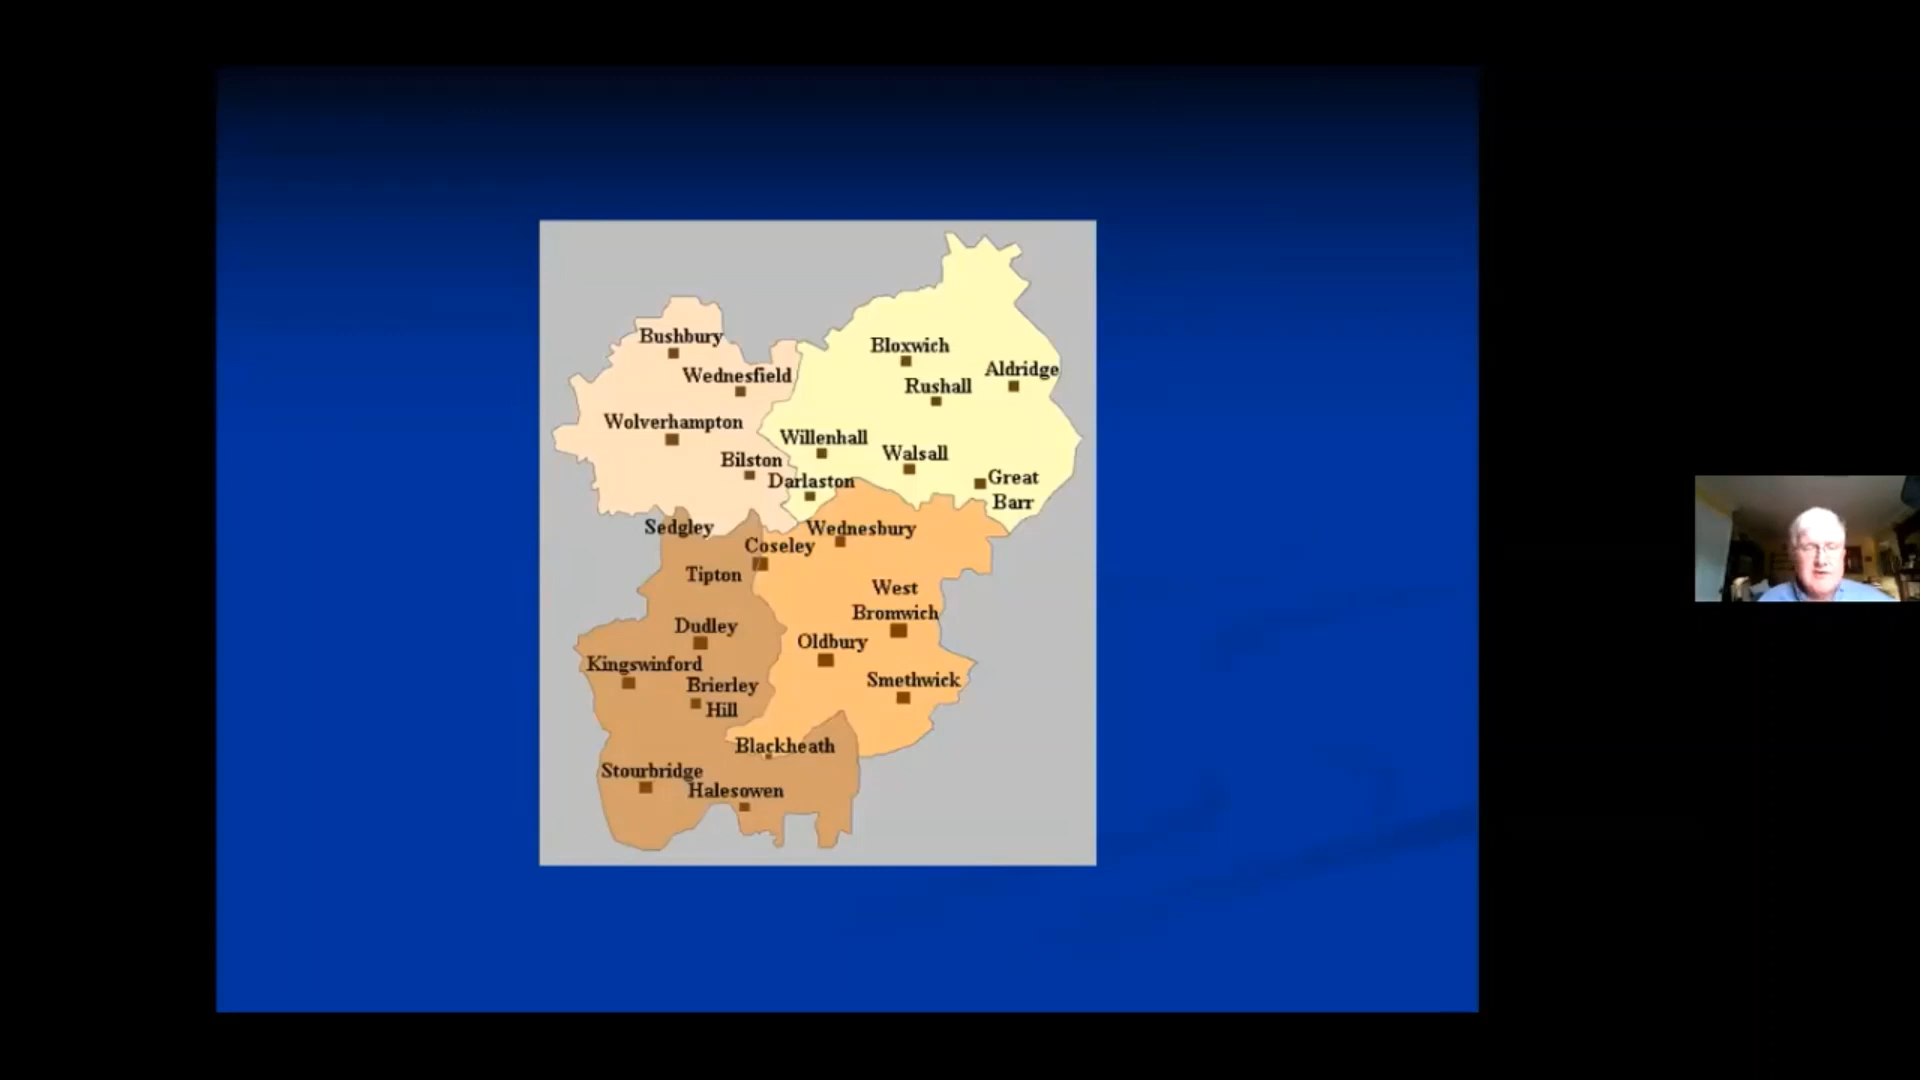 Bushbury
Bloxwich
Aldridge
Wednesfield
Rushall
Wolverhampton
Willenhall
Walsall
Bilston
Darlaston
Great
Barr
Sedgley
Wednesbury
Coseley
Tipton
West
Bromwich
Dudley
Oldbury
Kingswinford
Smethwick
Brierley
Hill
Blackheath
Stourbridge
Halesowen